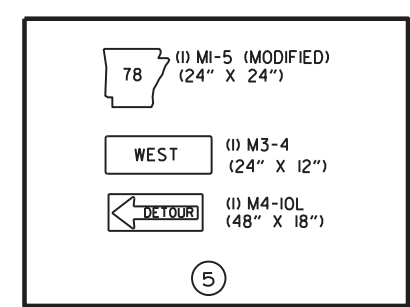 78
(1) M1-5 (MODIFIED)
(24" X 24")
WEST
(1) M3-4
(24" X 12")
DETOUR
(1) M4-10L
(48" X 18")
5